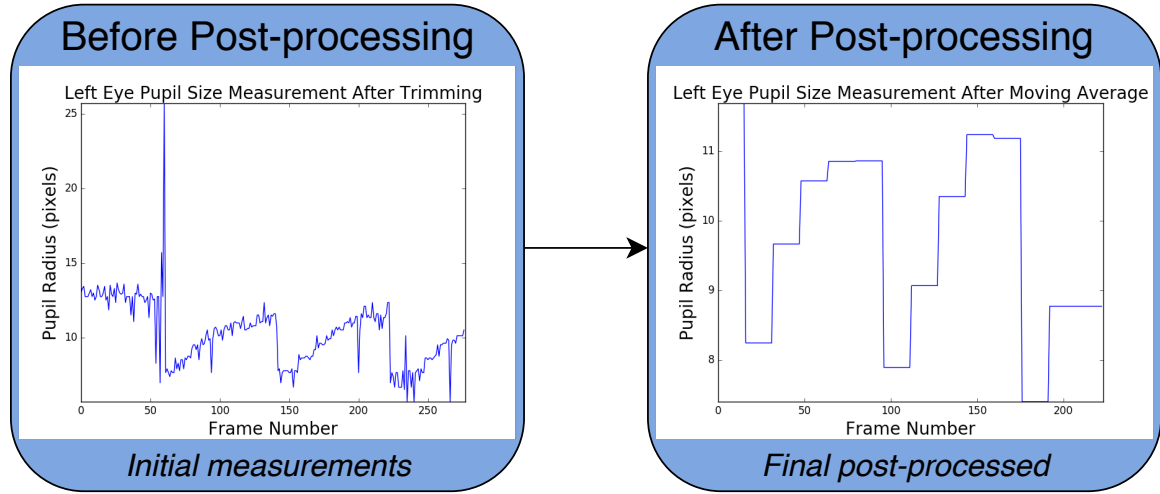 Before Post-processing
Left Eye Pupil Size Measurement After Trimming
Pupil Radius (pixels)
25
20
15
10
0 50 100 150 200 250
Frame Number
Initial measurements
After Post-processing
Left Eye Pupil Size Measurement After Moving Average
Pupil Radius (pixels)
11
10
9
8
0 50 100 150 200
Frame Number
Final post-processed